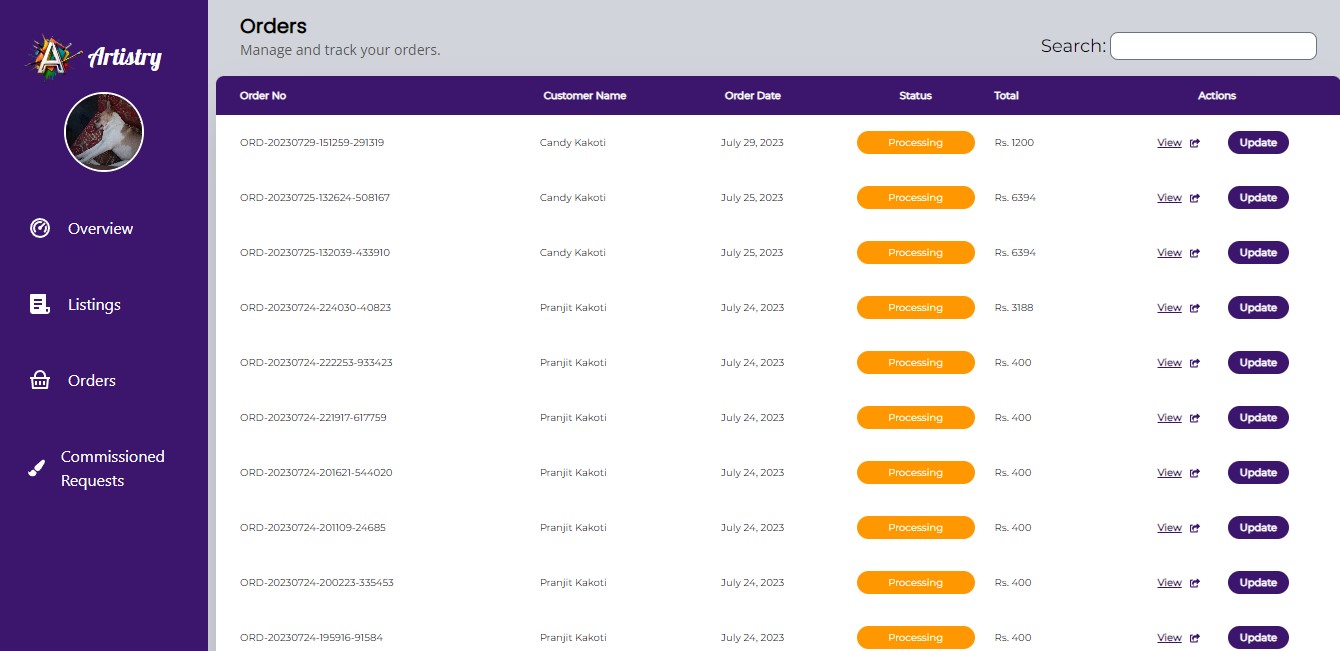 Artistry
Overview
Listings
Orders
Commissioned
Requests
Orders
Manage and track your orders.
Search:
Order No Customer Name Order Date Status Total Actions
ORD-20230729-151259-291319 Candy Kakoti July 29, 2023 Processing Rs. 1200 View Update
ORD-20230725-132624-508167 Candy Kakoti July 25, 2023 Processing Rs. 6394 View Update
ORD-20230725-132039-433910 Candy Kakoti July 25, 2023 Processing Rs. 6394 View Update
ORD-20230724-224030-40823 Pranjit Kakoti July 24, 2023 Processing Rs. 3188 View Update
ORD-20230724-222253-933423 Pranjit Kakoti July 24, 2023 Processing Rs. 400 View Update
ORD-20230724-221917-617759 Pranjit Kakoti July 24, 2023 Processing Rs. 400 View Update
ORD-20230724-201621-544020 Pranjit Kakoti July 24, 2023 Processing Rs. 400 View Update
ORD-20230724-201109-24685 Pranjit Kakoti July 24, 2023 Processing Rs. 400 View Update
ORD-20230724-200223-335453 Pranjit Kakoti July 24, 2023 Processing Rs. 400 View Update
ORD-20230724-195916-91584 Pranjit Kakoti July 24, 2023 Processing Rs. 400 View Update